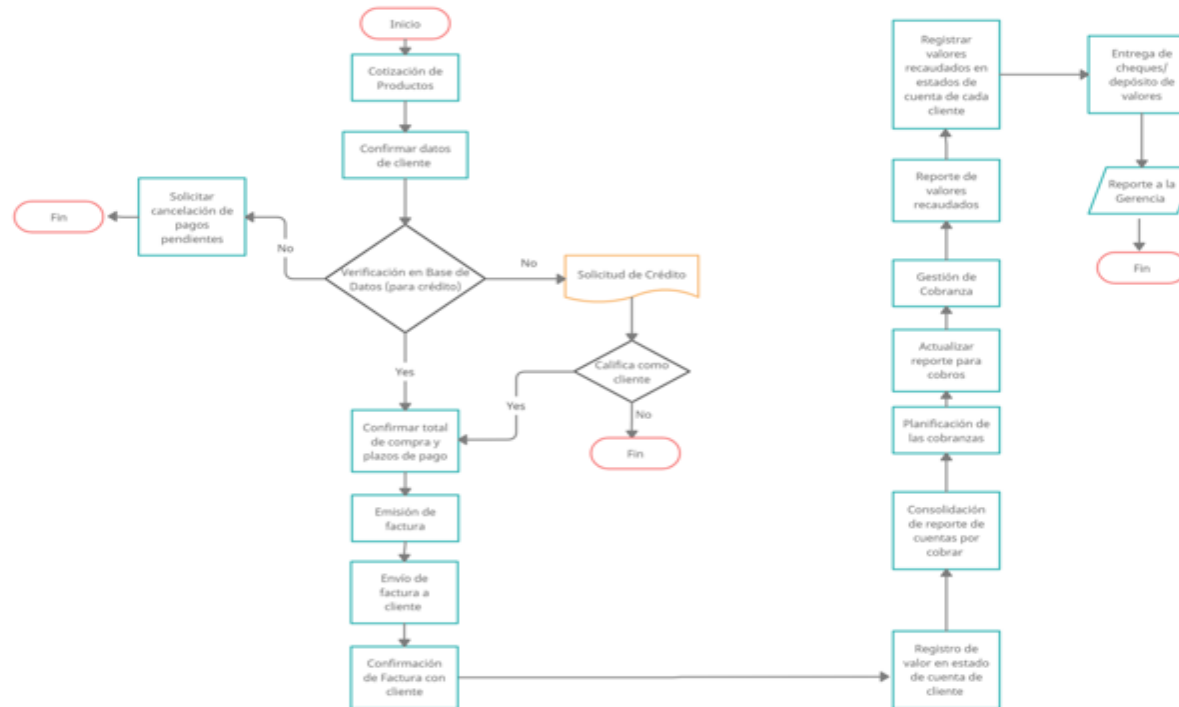 Inicio
Cotización de
Productos
Confirmar datos
de cliente
Solicitar
cancelación de
pagos
pendientes
Fin
No
Verificación en Base de
Datos (para crédito)
No
Solicitud de Crédito
Yes
Califica como
cliente
Yes
No
Fin
Confirmar total
de compra y
plazos de pago
Emisión de
factura
Envío de
factura a
cliente
Confirmación
de Factura con
cliente
Registro de
valor en estado
de cuenta de
cliente
Consolidación
de reporte de
cuentas por
cobrar
Planificación de
las cobranzas
Actualizar
reporte para
cobros
Gestión de
Cobranza
Reporte de
valores
recaudados
Registrar
valores
recaudados en
estados de
cuenta de cada
cliente
Entrega de
cheques/
depósito de
valores
Reporte a la
Gerencia
Fin